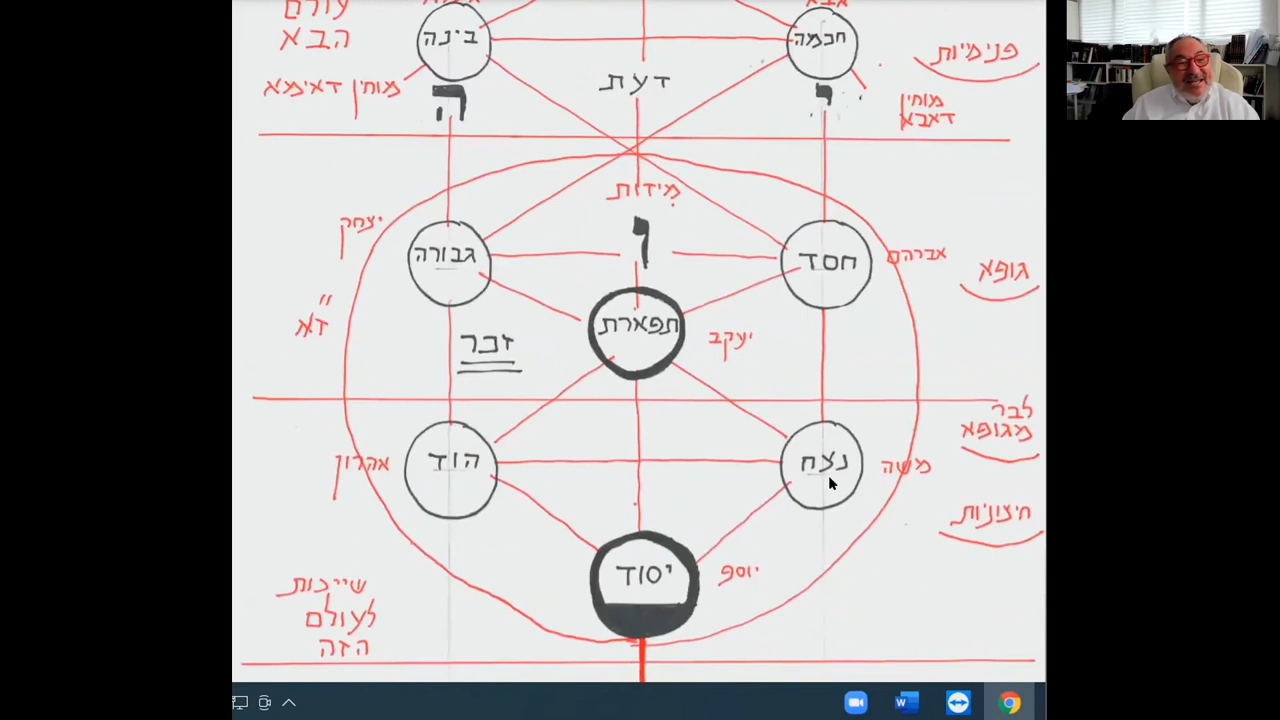 עולם
הבא
בינה
חכמה
פנימיות
דעת
מוחין דאימא
ה
י
מוחין
דאבא
מידות
יצחק
ו
גבורה
חסד
אברהם
גופא
ז"א
תפארת
יעקב
זכר
לבר
מגופא
אהרון
הוד
נצח
משה
חיצוניות
יסוד
יוסף
שייכות
לעולם
הזה
W